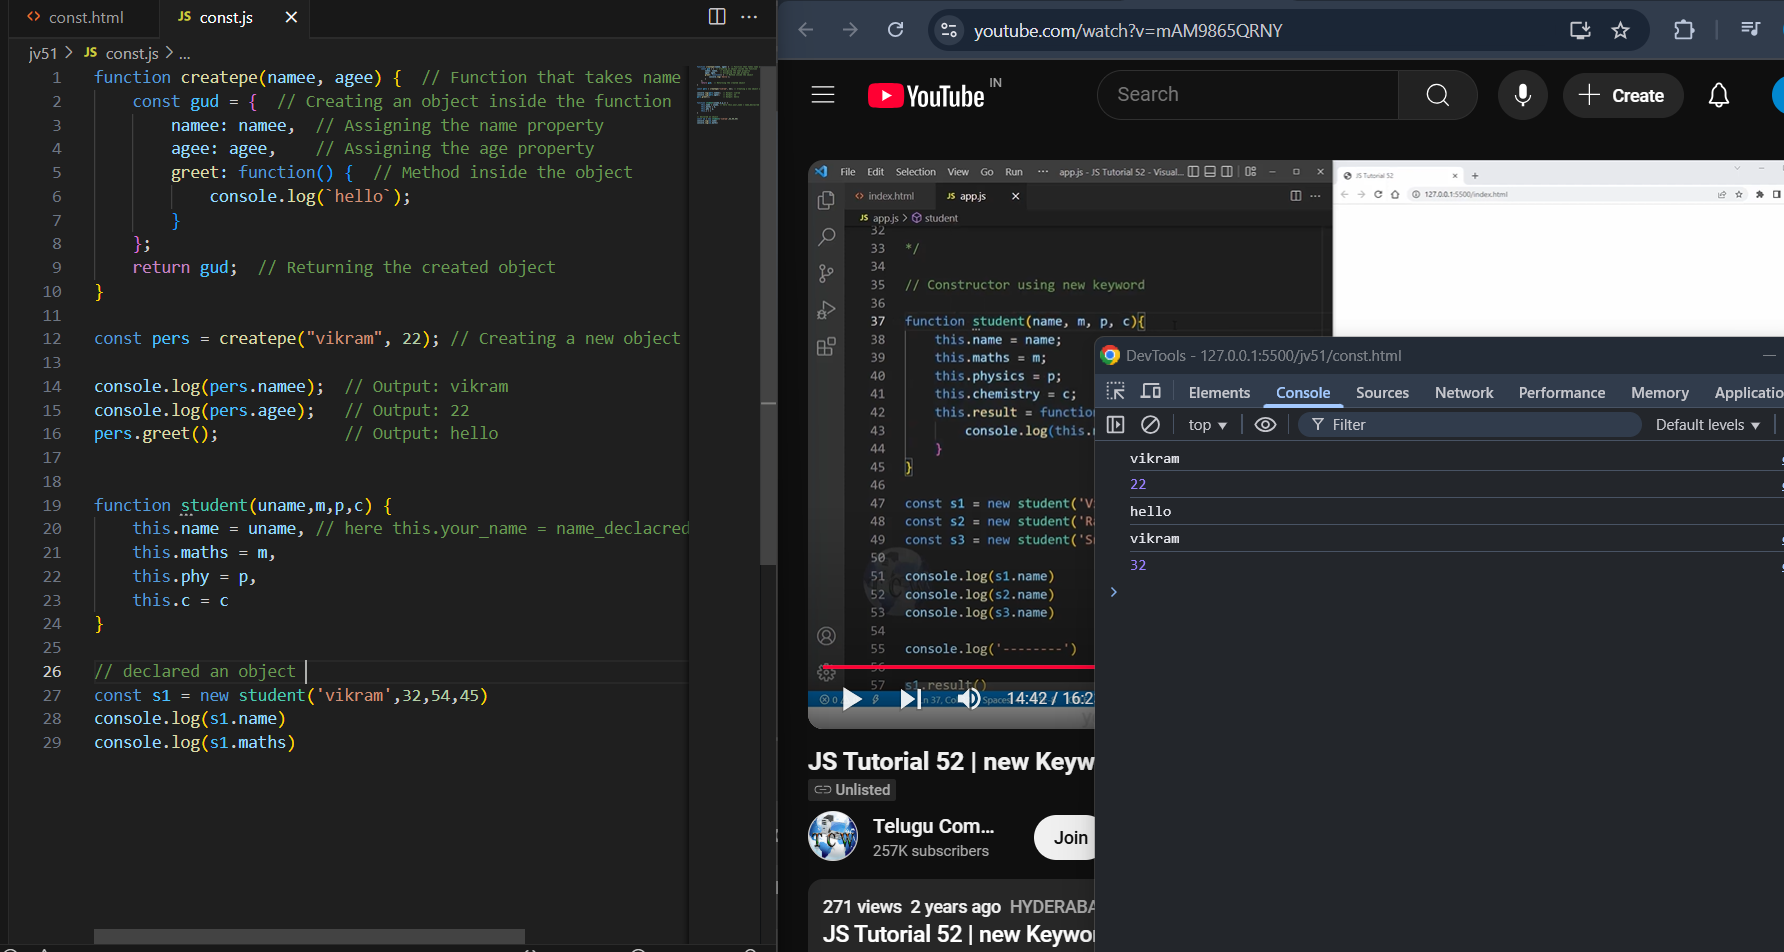 const.html
JS const.js
jv51 > JS const.js > ...
1 function createpe(namee, agee) { // Function that takes name
2 const gud = { // Creating an object inside the function
3 namee: namee, // Assigning the name property
4 agee: agee, // Assigning the age property
5 greet: function() { // Method inside the object
6 console.log(`hello`);
7 }
8 };
9 return gud; // Returning the created object
10 }
11
12 const pers = createpe("vikram", 22); // Creating a new object
13
14 console.log(pers.namee); // Output: vikram
15 console.log(pers.agee); // Output: 22
16 pers.greet(); // Output: hello
17
18
19 function student(uname,m,p,c) {
20 this.name = uname, // here this.your_name = name_declacred
21 this.maths = m,
22 this.phy = p,
23 this.c = c
24 }
25
26 // declared an object
27 const s1 = new student('vikram',32,54,45)
28 console.log(s1.name)
29 console.log(s1.maths)
youtube.com/watch?v=mAM9865QRNY
YouTube IN
Search
Create
File Edit Selection View Go Run ... app.js - JS Tutorial 52 - Visual...
index.html
JS app.js
JS app.js > student
32
33 */
34
35 // Constructor using new keyword
36
37 function student(name, m, p, c){
38 this.name = name;
39 this.maths = m;
40 this.physics = p;
41 this.chemistry = c;
42 this.result = function
43 console.log(this.
44 }
45 }
46
47 const s1 = new student('V
48 const s2 = new student('Ra
49 const s3 = new student('S
50
51 console.log(s1.name)
52 console.log(s2.name)
53 console.log(s3.name)
54
55 console.log('--------')
56
57 s1.result()
14:42 / 16:2
JS Tutorial 52
127.0.0.1:5500/index.html
DevTools - 127.0.0.1:5500/jv51/const.html
Elements Console Sources Network Performance Memory Applicatio
top Filter Default levels
vikram
22
hello
vikram
32
JS Tutorial 52 | new Keyw
Unlisted
TCW
Telugu Com...
257K subscribers
Join
271 views 2 years ago HYDERABA
JS Tutorial 52 | new Keywo